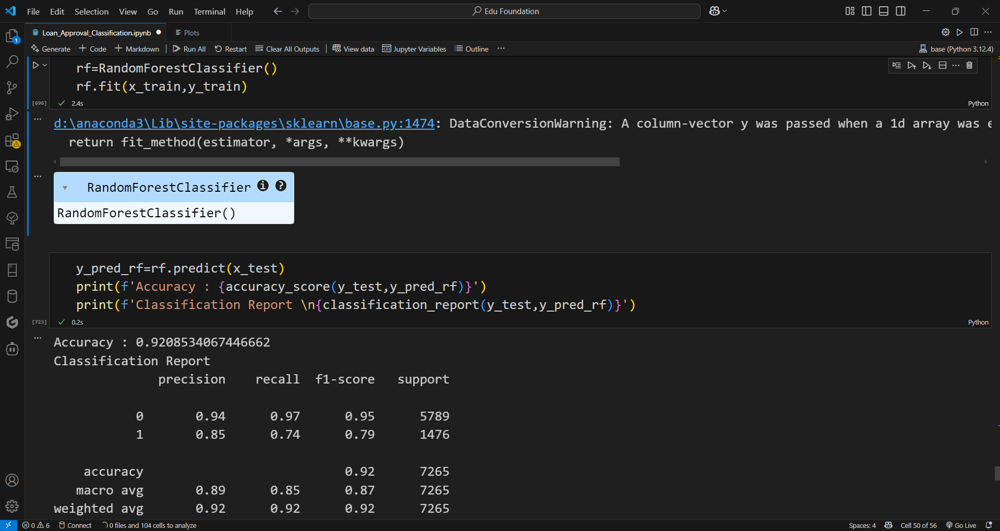 File Edit Selection View Go Run Terminal Help Edu Foundation
Loan_Approval_Classification.ipynb Plots
Generate Code Markdown Run All Restart Clear All Outputs View data Jupyter Variables Outline ... base (Python 3.12.4)
1
rf=RandomForestClassifier()
rf.fit(x_train,y_train)
[696] 2.4s Python
d:\anaconda3\Lib\site-packages\sklearn\base.py:1474: DataConversionWarning: A column-vector y was passed when a 1d array was e
return fit_method(estimator, *args, **kwargs)
RandomForestClassifier i ?
RandomForestClassifier()
y_pred_rf=rf.predict(x_test)
print(f'Accuracy : {accuracy_score(y_test,y_pred_rf)}')
print(f'Classification Report \n{classification_report(y_test,y_pred_rf)}')
[723] 0.2s Python
Accuracy : 0.9208534067446662
Classification Report
precision recall f1-score support
0 0.94 0.97 0.95 5789
1 0.85 0.74 0.79 1476
accuracy 0.92 7265
macro avg 0.89 0.85 0.87 7265
weighted avg 0.92 0.92 0.92 7265
0 6 Connect 0 files and 104 cells to analyze Spaces: 4 Cell 50 of 56 Go Live